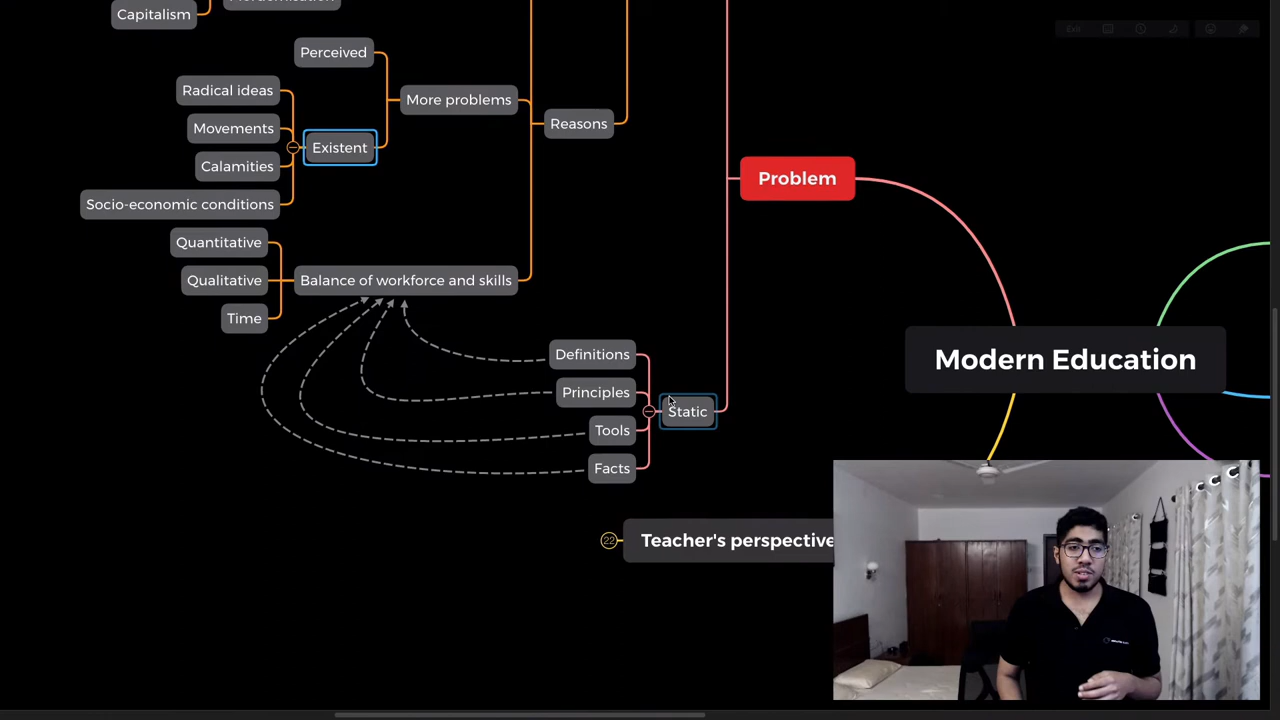 Capitalism
Exit
Perceived
Radical ideas
More problems
Movements
Reasons
Existent
Calamities
Problem
Socio-economic conditions
Quantitative
Qualitative
Balance of workforce and skills
Time
Definitions
Modern Education
Principles
Static
Tools
Facts
22
Teacher's perspective